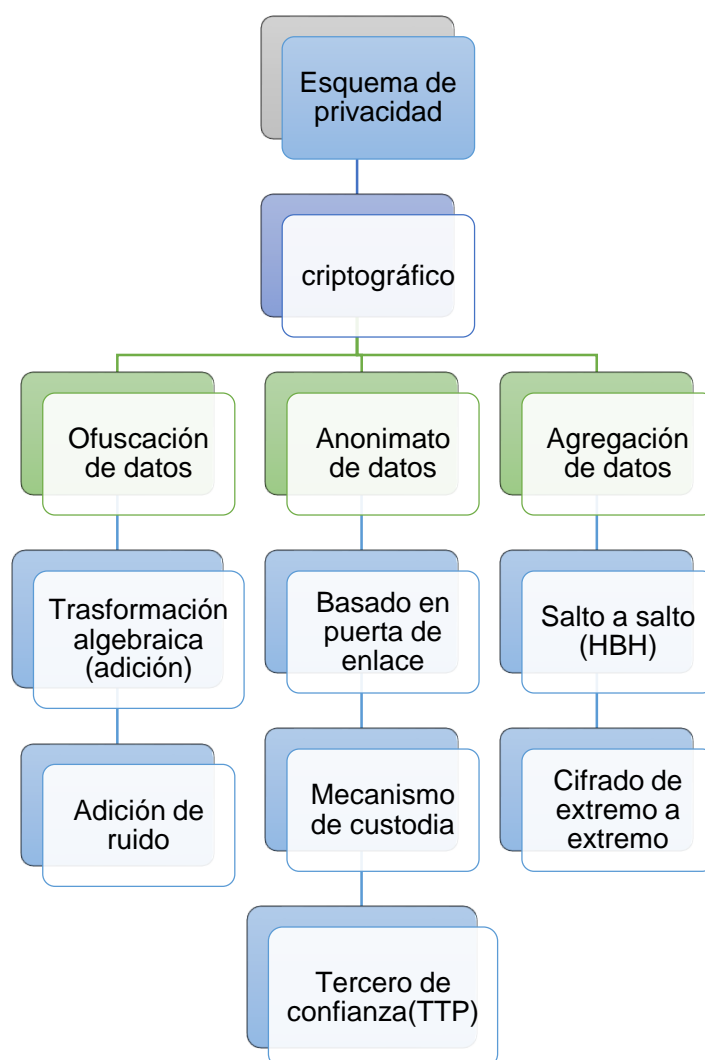 Esquema de
privacidad
criptográfico
Ofuscación
de datos
Anonimato
de datos
Agregación
de datos
Trasformación
algebraica
(adición)
Basado en
puerta de
enlace
Salto a salto
(HBH)
Adición de
ruido
Mecanismo
de custodia
Cifrado de
extremo a
extremo
Tercero de
confianza(TTP)